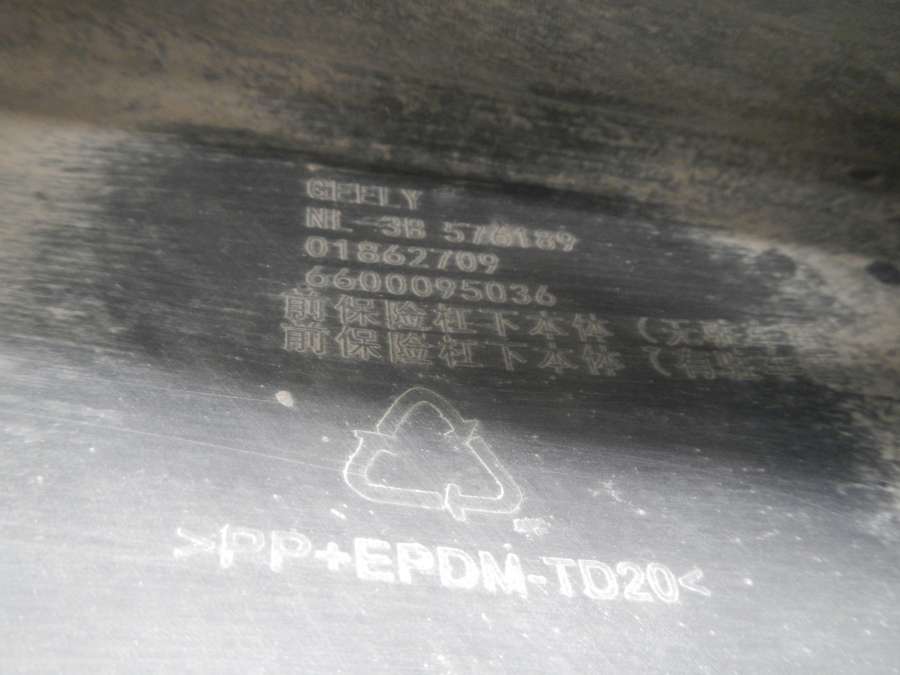 GEELY
NL-3B 576189
01862709
6600095036
前保险杠下本体
前保险杠下本体
>PP+EPDM-TD20<